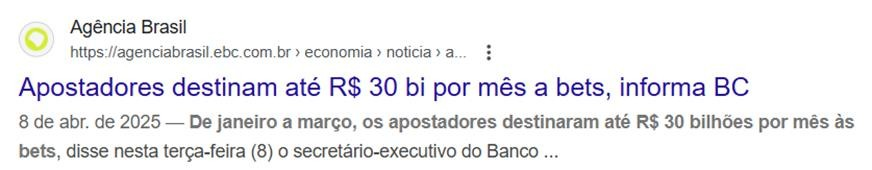 Agência Brasil
https://agenciabrasil.ebc.com.br › economia › noticia › a...
Apostadores destinam até R$ 30 bi por mês a bets, informa BC
8 de abr. de 2025 — De janeiro a março, os apostadores destinaram até R$ 30 bilhões por mês às
bets, disse nesta terça-feira (8) o secretário-executivo do Banco ...